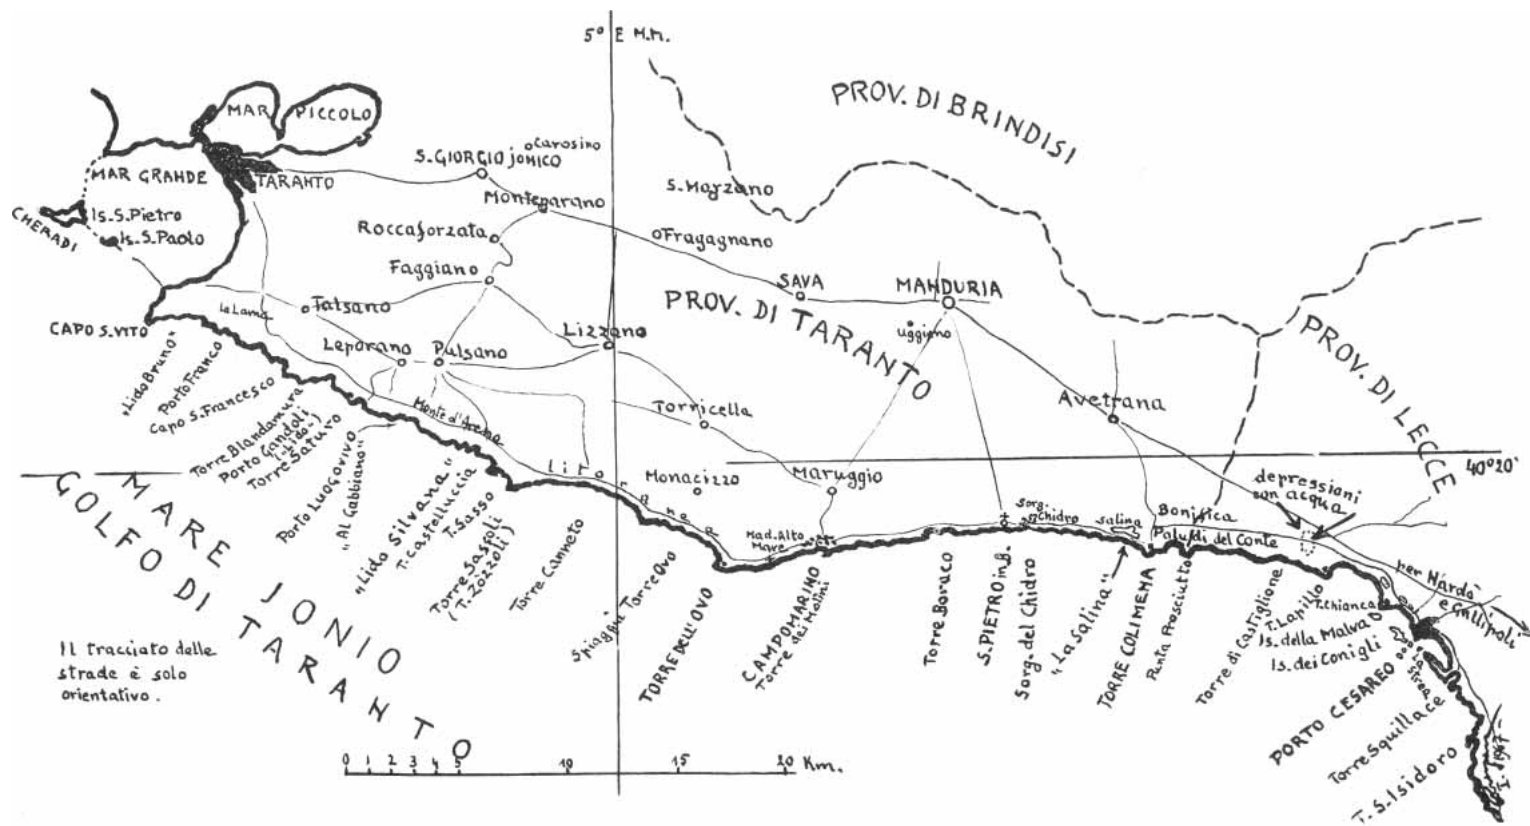 5° E M.M.
PROV. DI BRINDISI
MAR PICCOLO
MAR GRANDE
TARANTO
S. GIORGIO JONICO
Carosino
Monteparano
S. Marzano
CHERADI
Is. S. Pietro
Is. S. Paolo
Roccaforzata
Fragagnano
Faggiano
SAVA
MANDURIA
PROV. DI TARANTO
uggiano
PROV. DI LECCE
CAPO S. VITO
La Lama
Talsano
Lizzano
Leporano
Pulsano
Monte d'Arena
Torricella
Avetrana
litoranea
Monacizzo
Maruggio
40°20'
depressioni
con acqua
"Lido Bruno"
Porto Franco
Capo S. Francesco
Torre Blandamura
Porto Gandoli
("Lido")
Torre Saturo
Porto Luogovivo
"Al Gabbiano"
"Lido Silvana"
T. Castelluccia
T. Sasso
Torre Sassoli
(T. Zozzoli)
Torre Canneto
Spiaggia Torre Ovo
TORRE DELL'OVO
Mad. Alto
Mare
CAMPOMARINO
Torre dei Molini
Torre Boraco
S. PIETRO in B.
Sorg.
Chidro
Sorg. del Chidro
Salina
"La Salina"
TORRE COLIMENA
Bonifica
Paludi del Conte
Punta Prosciutto
Torre di Castiglione
T. Lapillo
T. Chianca
Is. della Malva
Is. dei Conigli
PORTO CESAREO
La Strea
Torre Squillace
T. S. Isidoro
per Nardò
e Gallipoli
MARE JONIO
GOLFO DI TARANTO
Il tracciato delle
strade è solo
orientativo.
0 1 2 3 4 5 10 15 20 Km.